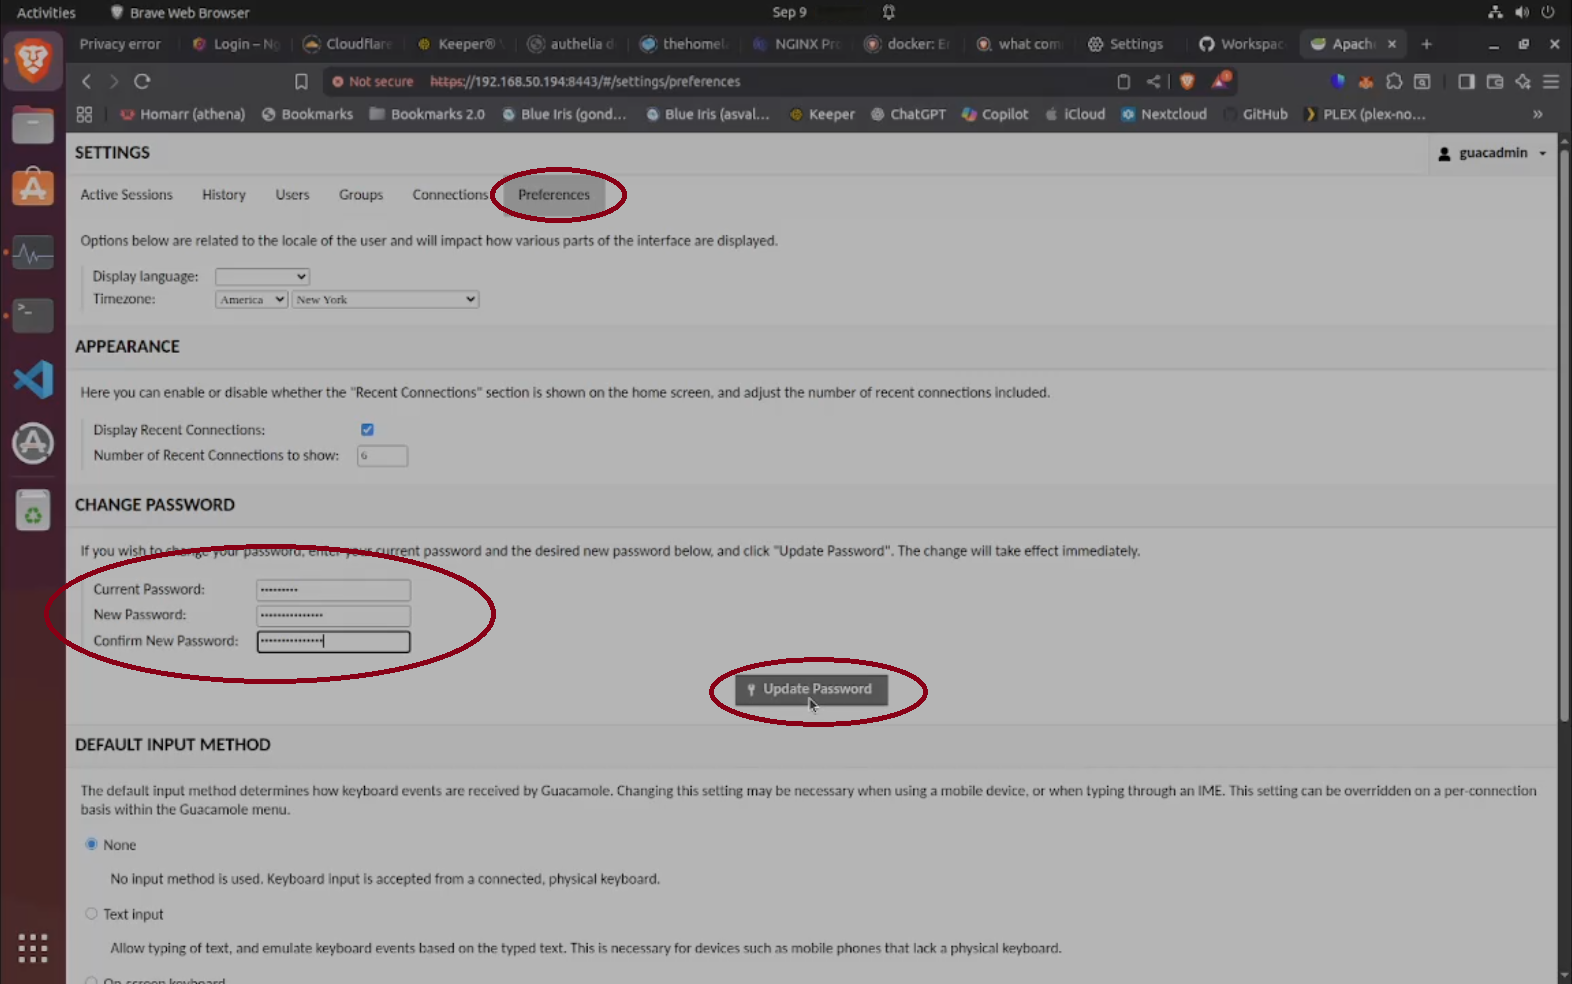 Activities
Brave Web Browser
Sep 9
Privacy error
Login – Ng
Cloudflare
Keeper®
authelia d
thehomel
NGINX Pro
docker: Er
what com
Settings
Workspac
Apach
Not secure
https://192.168.50.194:8443/#/settings/preferences
Homarr (athena)
Bookmarks
Bookmarks 2.0
Blue Iris (gond...
Blue Iris (asval...
Keeper
ChatGPT
Copilot
iCloud
Nextcloud
GitHub
PLEX (plex-no...
»
SETTINGS
guacadmin
Active Sessions
History
Users
Groups
Connections
Preferences
Options below are related to the locale of the user and will impact how various parts of the interface are displayed.
Display language:
Timezone:
America
New York
APPEARANCE
Here you can enable or disable whether the "Recent Connections" section is shown on the home screen, and adjust the number of recent connections included.
Display Recent Connections:
Number of Recent Connections to show:
6
CHANGE PASSWORD
If you wish to change your password, enter your current password and the desired new password below, and click "Update Password". The change will take effect immediately.
Current Password:
New Password:
Confirm New Password:
Update Password
DEFAULT INPUT METHOD
The default input method determines how keyboard events are received by Guacamole. Changing this setting may be necessary when using a mobile device, or when typing through an IME. This setting can be overridden on a per-connection
basis within the Guacamole menu.
None
No input method is used. Keyboard input is accepted from a connected, physical keyboard.
Text input
Allow typing of text, and emulate keyboard events based on the typed text. This is necessary for devices such as mobile phones that lack a physical keyboard.
On-screen keyboard